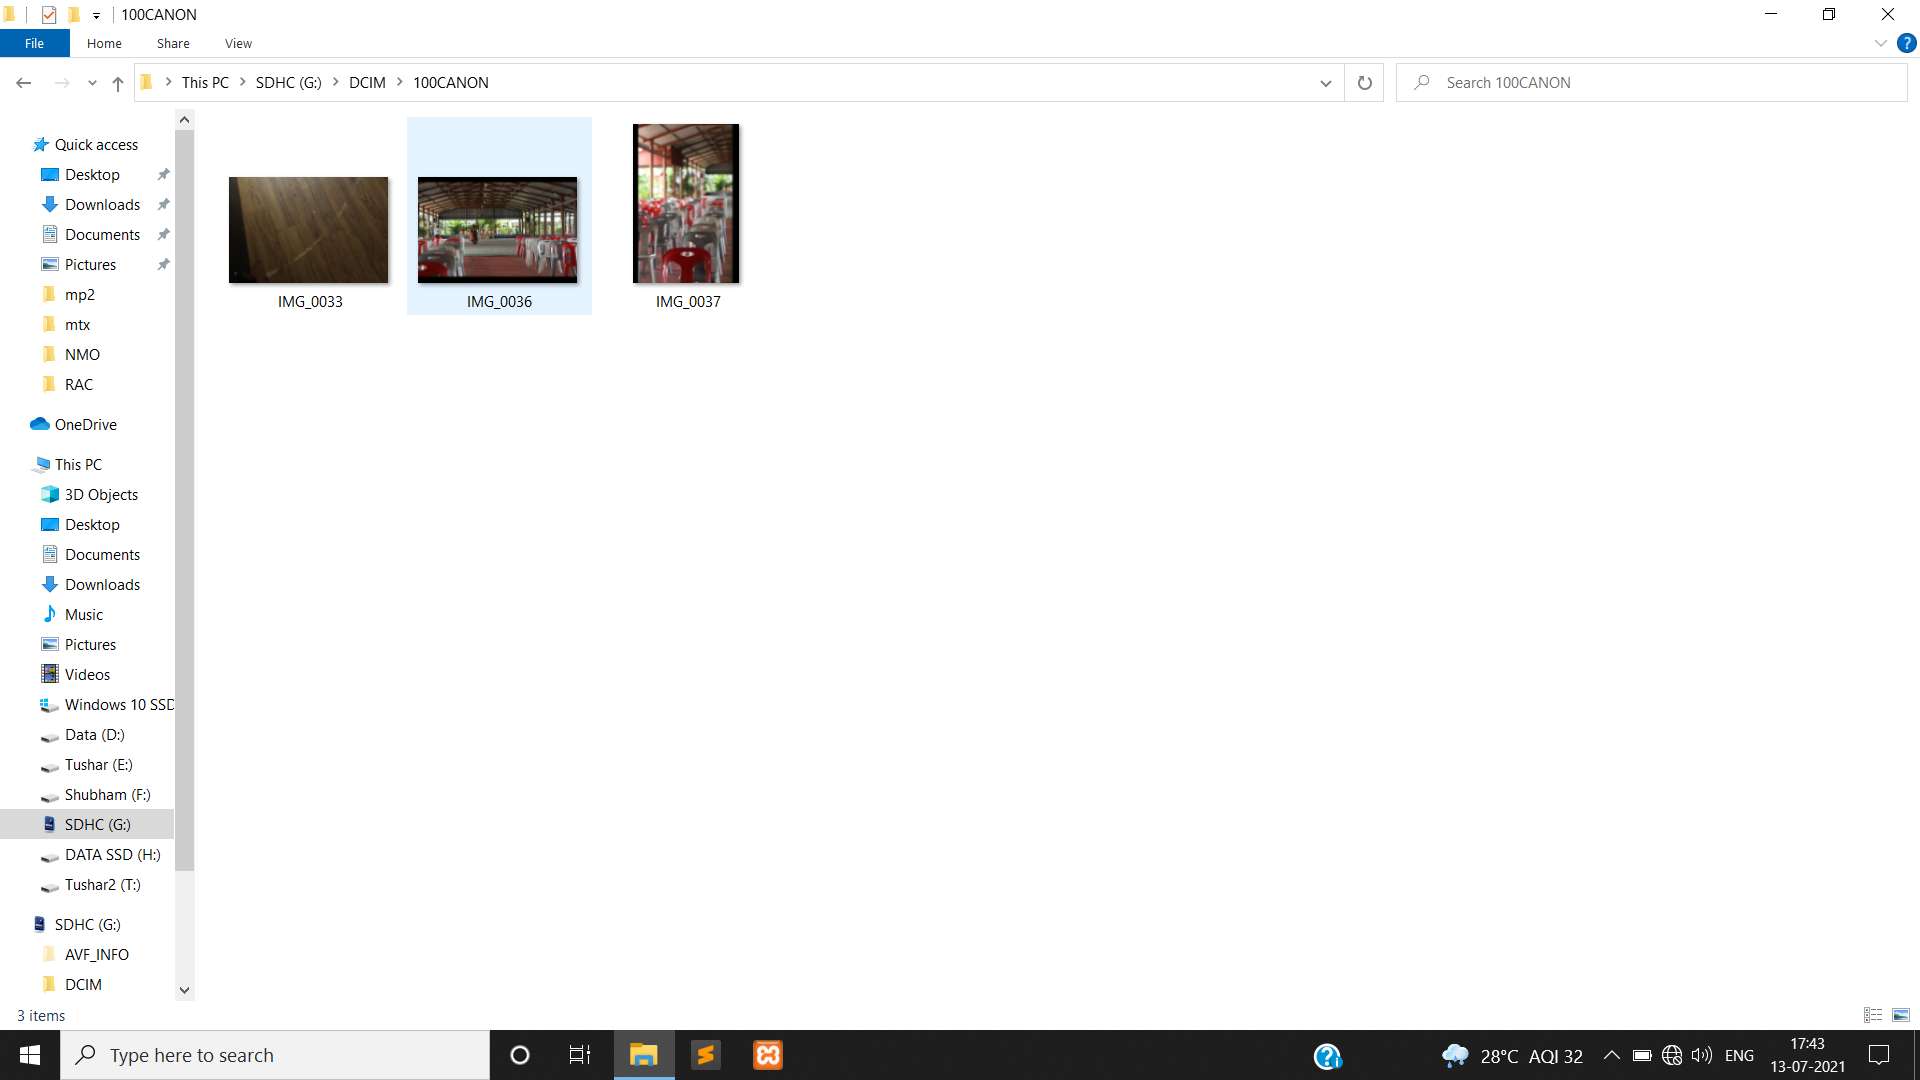 100CANON
File Home Share View
This PC SDHC (G:) DCIM 100CANON
Search 100CANON
Quick access
Desktop
Downloads
Documents
Pictures
mp2
mtx
NMO
RAC
OneDrive
This PC
3D Objects
Desktop
Documents
Downloads
Music
Pictures
Videos
Windows 10 SSD
Data (D:)
Tushar (E:)
Shubham (F:)
SDHC (G:)
DATA SSD (H:)
Tushar2 (T:)
SDHC (G:)
AVF_INFO
DCIM
IMG_0033 IMG_0036 IMG_0037
3 items
Type here to search
28°C AQI 32
ENG
17:43
13-07-2021